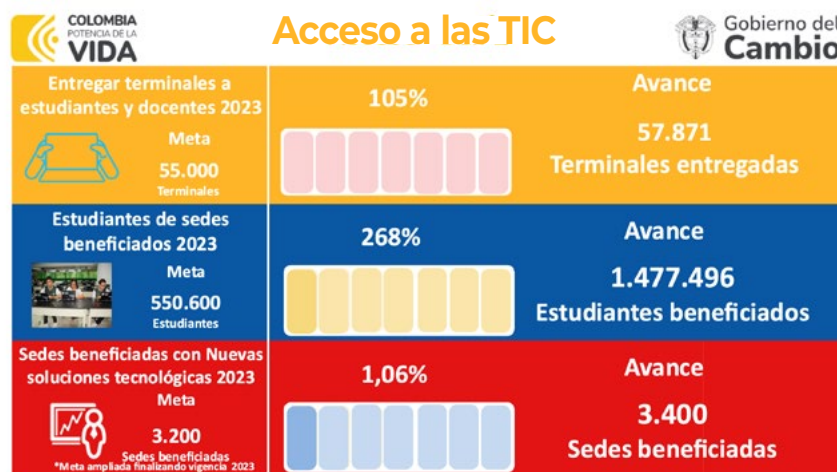 COLOMBIA
POTENCIA DE LA
VIDA
Acceso a las TIC
Gobierno del
Cambio
Entregar terminales a
estudiantes y docentes 2023
Meta
55.000
Terminales
105%
Avance
57.871
Terminales entregadas
Estudiantes de sedes
beneficiados 2023
Meta
550.600
Estudiantes
268%
Avance
1.477.496
Estudiantes beneficiados
Sedes beneficiadas con Nuevas
soluciones tecnológicas 2023
Meta
3.200
Sedes beneficiadas
*Meta ampliada finalizando vigencia 2023
1,06%
Avance
3.400
Sedes beneficiadas